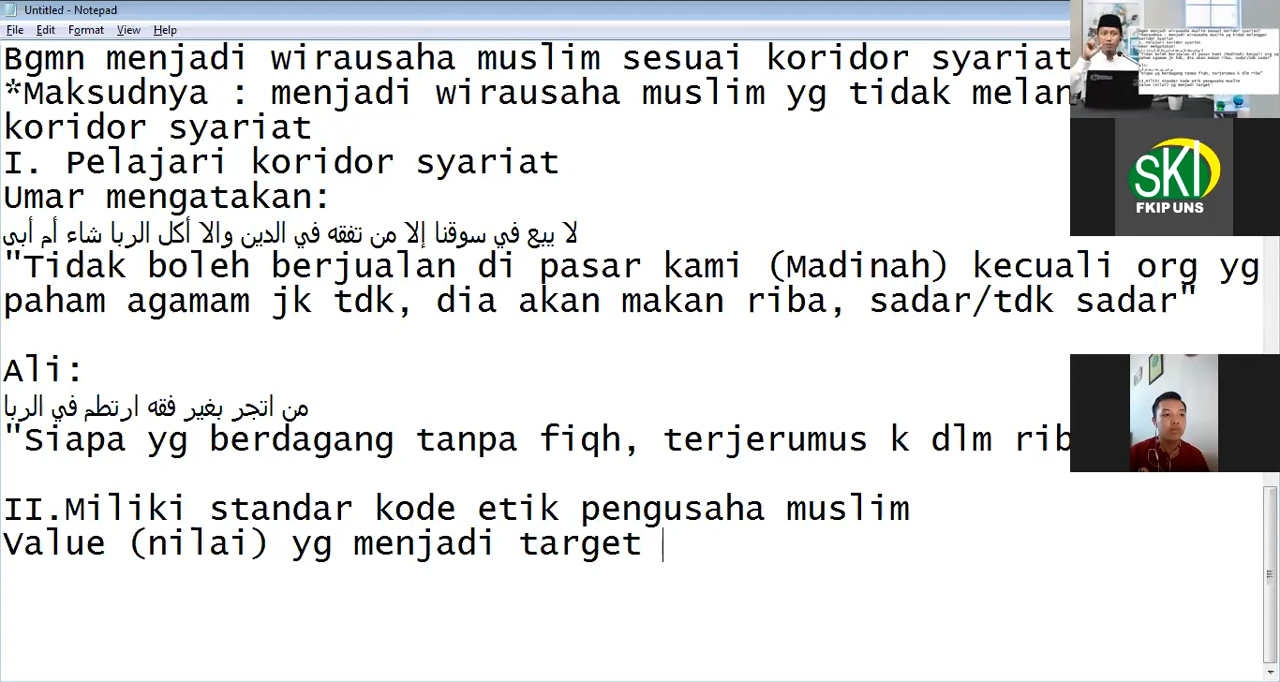 Untitled - Notepad
File Edit Format View Help
Bgmn menjadi wirausaha muslim sesuai koridor syariat
*Maksudnya : menjadi wirausaha muslim yg tidak melan
koridor syariat
I. Pelajari koridor syariat
Umar mengatakan:
لا يبع في سوقنا إلا من تفقه في الدين والا أكل الربا شاء أم أبى
"Tidak boleh berjualan di pasar kami (Madinah) kecuali org yg
paham agamam jk tdk, dia akan makan riba, sadar/tdk sadar"
Ali:
من اتجر بغير فقه ارتطم في الربا
"Siapa yg berdagang tanpa fiqh, terjerumus k dlm rib
II.Miliki standar kode etik pengusaha muslim
Value (nilai) yg menjadi target
SKI
FKIP UNS